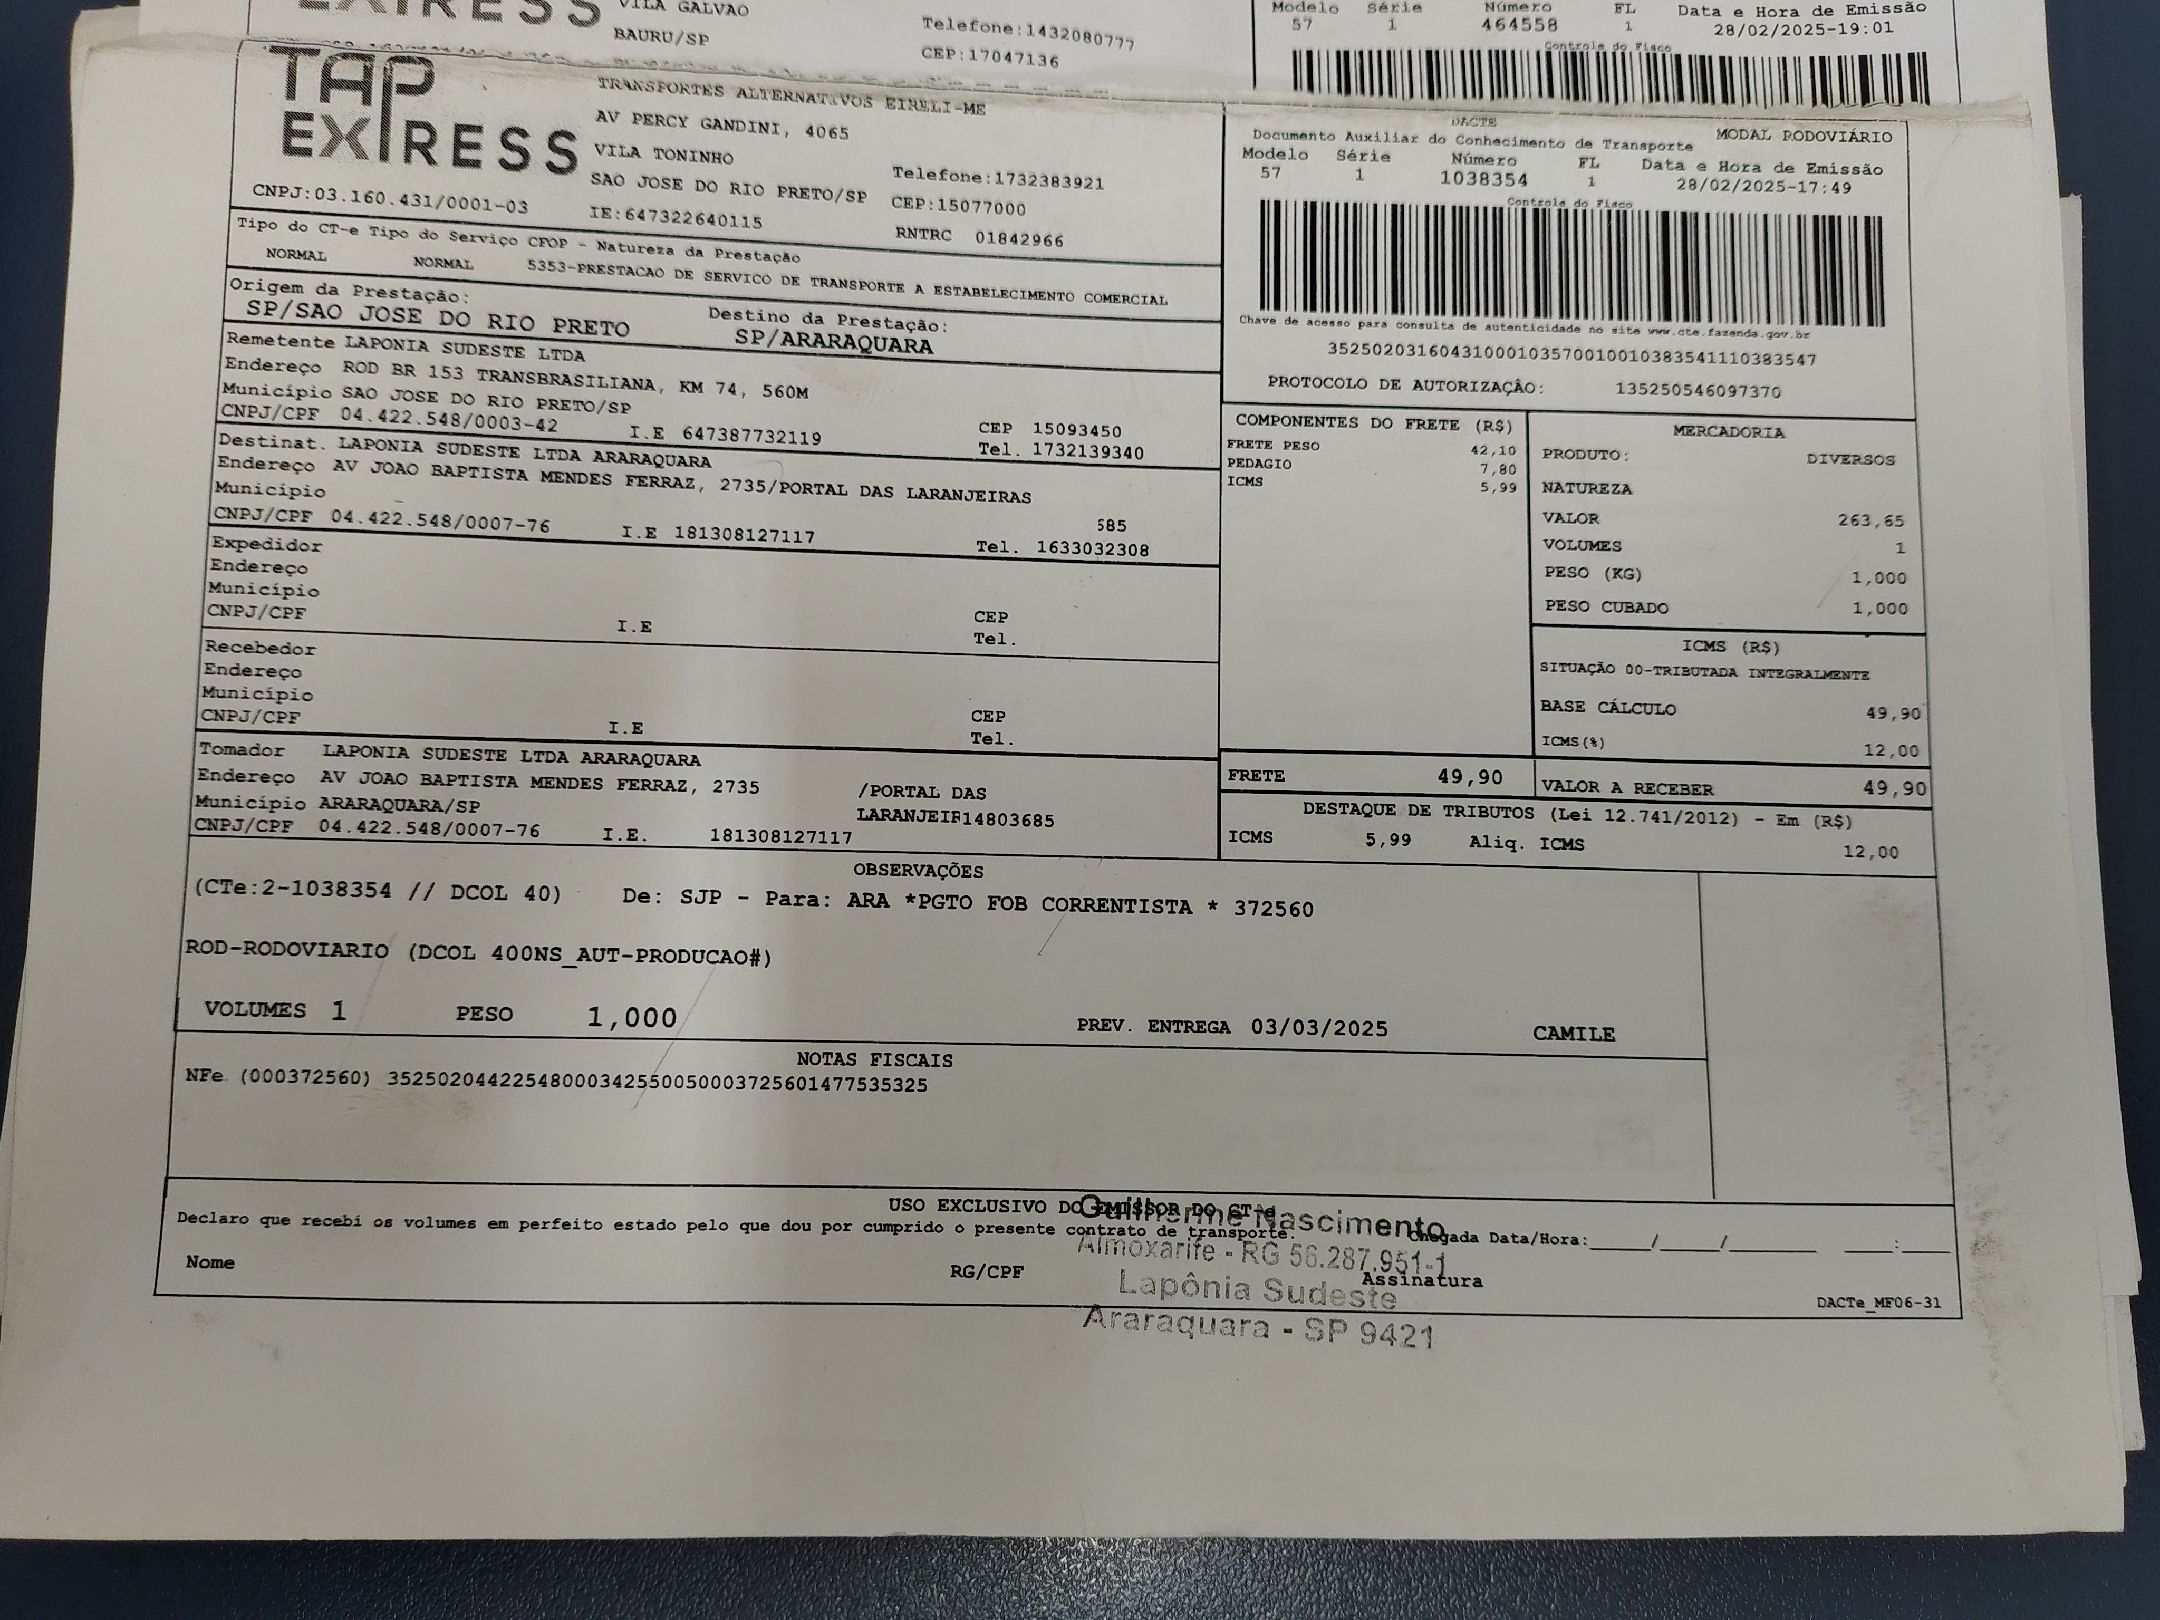 VILA GALVAO
BAURU/SP
Telefone:1432080777
CEP:17047136
Modelo Série Número FL Data e Hora de Emissão
57 1 464558 1 28/02/2025-19:01
Controle do Fisco
TAP
EXPRESS
TRANSPORTES ALTERNATIVOS EIRELI-ME
AV PERCY GANDINI, 4065
VILA TONINHO
SAO JOSE DO RIO PRETO/SP
Telefone:1732383921
CEP:15077000
CNPJ:03.160.431/0001-03 IE:647322640115 RNTRC 01842966
DACTE
Documento Auxiliar do Conhecimento de Transporte MODAL RODOVIÁRIO
Modelo Série Número FL Data e Hora de Emissão
57 1 1038354 1 28/02/2025-17:49
Controle do Fisco
Chave de acesso para consulta de autenticidade no site www.cte.fazenda.gov.br
35250203160431000103570010010383541110383547
PROTOCOLO DE AUTORIZAÇÂO: 135250546097370
Tipo do CT-e Tipo do Serviço CFOP - Natureza da Prestação
NORMAL NORMAL 5353-PRESTACAO DE SERVICO DE TRANSPORTE A ESTABELECIMENTO COMERCIAL
Origem da Prestação: Destino da Prestação:
SP/SAO JOSE DO RIO PRETO SP/ARARAQUARA
Remetente LAPONIA SUDESTE LTDA
Endereço ROD BR 153 TRANSBRASILIANA, KM 74, 560M
Município SAO JOSE DO RIO PRETO/SP CEP 15093450
CNPJ/CPF 04.422.548/0003-42 I.E 647387732119 Tel. 1732139340
Destinat. LAPONIA SUDESTE LTDA ARARAQUARA
Endereço AV JOAO BAPTISTA MENDES FERRAZ, 2735/PORTAL DAS LARANJEIRAS
Município 685
CNPJ/CPF 04.422.548/0007-76 I.E 181308127117 Tel. 1633032308
Expedidor
Endereço
Município CEP
CNPJ/CPF I.E Tel.
Recebedor
Endereço
Município CEP
CNPJ/CPF I.E Tel.
Tomador LAPONIA SUDESTE LTDA ARARAQUARA
Endereço AV JOAO BAPTISTA MENDES FERRAZ, 2735 /PORTAL DAS
Município ARARAQUARA/SP LARANJEIR14803685
CNPJ/CPF 04.422.548/0007-76 I.E. 181308127117
COMPONENTES DO FRETE (R$)
FRETE PESO 42,10
PEDAGIO 7,80
ICMS 5,99
MERCADORIA
PRODUTO: DIVERSOS
NATUREZA
VALOR 263,65
VOLUMES 1
PESO (KG) 1,000
PESO CUBADO 1,000
ICMS (R$)
SITUAÇÃO 00-TRIBUTADA INTEGRALMENTE
BASE CÁLCULO 49,90
ICMS(%) 12,00
FRETE 49,90 VALOR A RECEBER 49,90
DESTAQUE DE TRIBUTOS (Lei 12.741/2012) - Em (R$)
ICMS 5,99 Aliq. ICMS 12,00
OBSERVAÇÕES
(CTe:2-1038354 // DCOL 40) De: SJP - Para: ARA *PGTO FOB CORRENTISTA * 372560
ROD-RODOVIARIO (DCOL 400NS_AUT-PRODUCAO#)
VOLUMES 1 PESO 1,000 PREV. ENTREGA 03/03/2025 CAMILE
NOTAS FISCAIS
NFe (000372560) 35250204422548000342550050003725601477535325
USO EXCLUSIVO DO EMISSOR DO CT-e
Declaro que recebi os volumes em perfeito estado pelo que dou por cumprido o presente contrato de transporte. Chegada Data/Hora:_____/_____/_______ ____:____
Nome RG/CPF Assinatura
DACTe_MF06-31
Guilherme Nascimento
Almoxarife - RG 56.287.951-1
Lapônia Sudeste
Araraquara - SP 9421